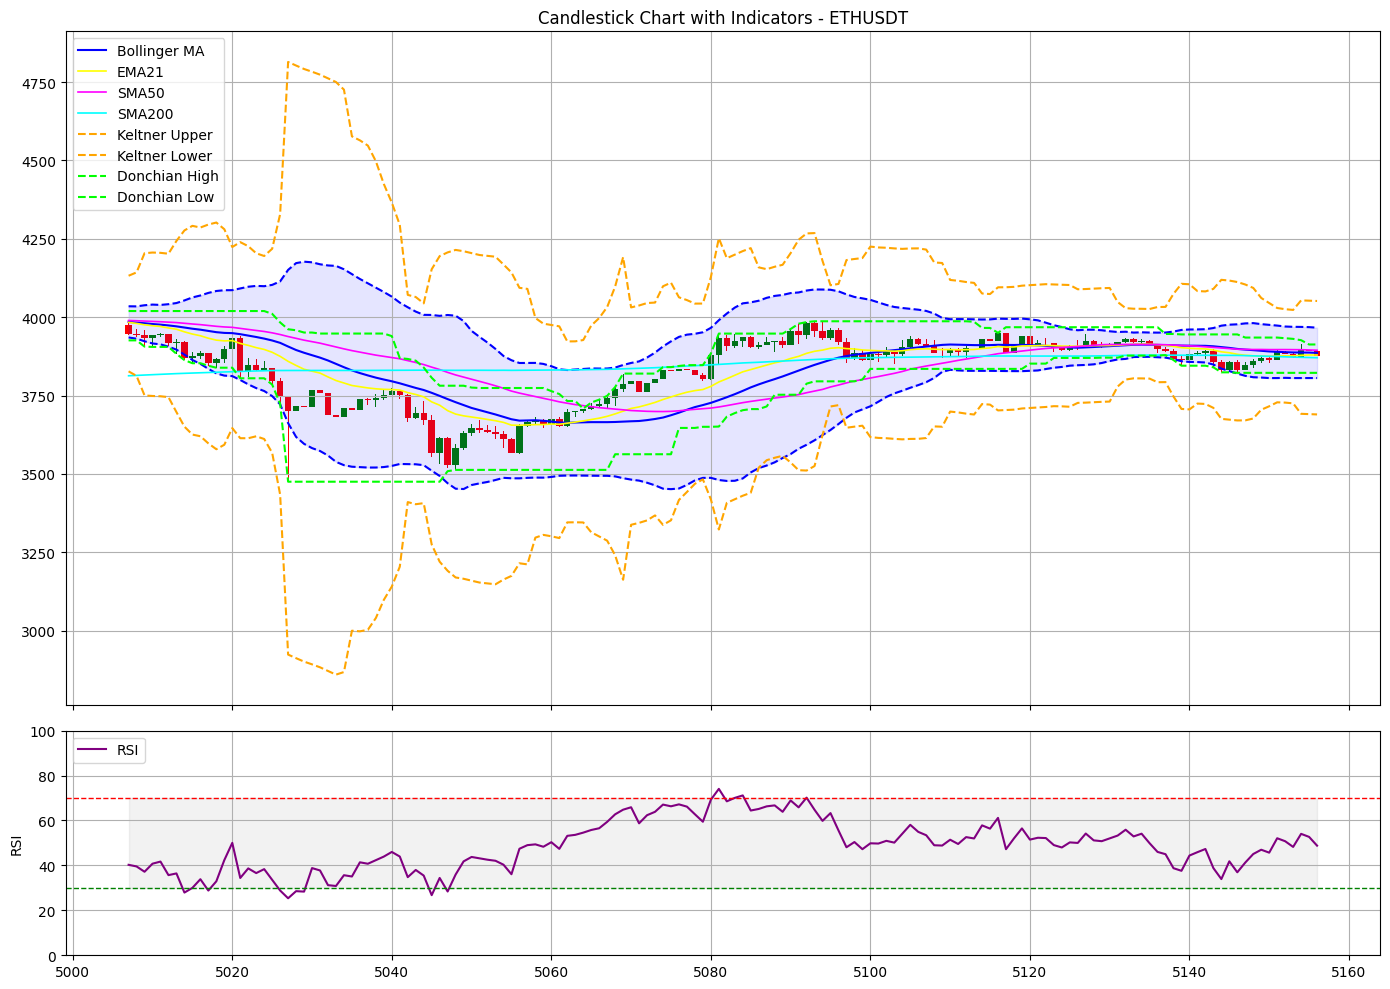 Candlestick Chart with Indicators - ETHUSDT
Bollinger MA
EMA21
SMA50
SMA200
Keltner Upper
Keltner Lower
Donchian High
Donchian Low
4750
4500
4250
4000
3750
3500
3250
3000
RSI
100
80
60
40
20
0
RSI
5000 5020 5040 5060 5080 5100 5120 5140 5160